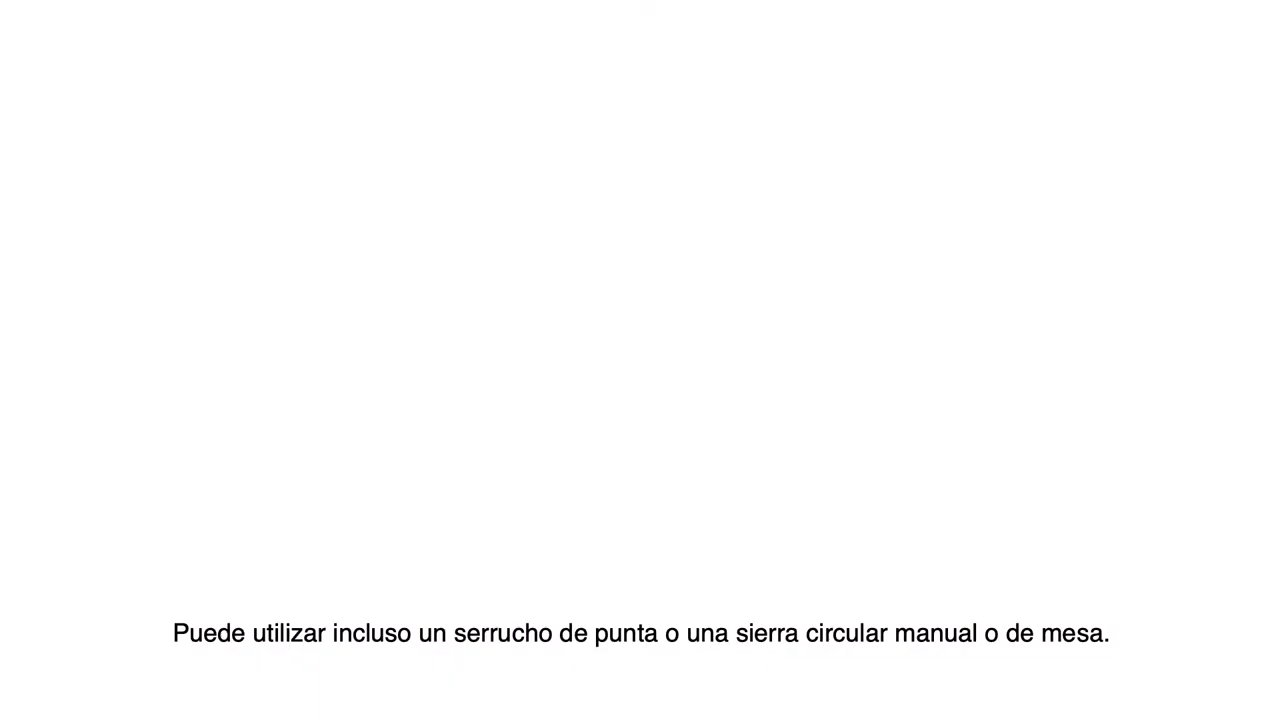 Puede utilizar incluso un serrucho de punta o una sierra circular manual o de mesa.